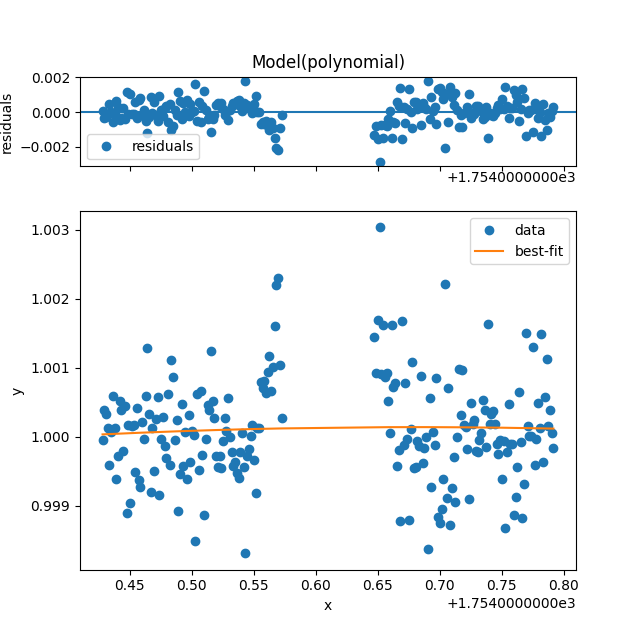 Model(polynomial)
0.002
0.000
−0.002
residuals
residuals
+1.7540000000e3
1.003
1.002
1.001
1.000
0.999
y
data
best-fit
0.45 0.50 0.55 0.60 0.65 0.70 0.75 0.80
x
+1.7540000000e3